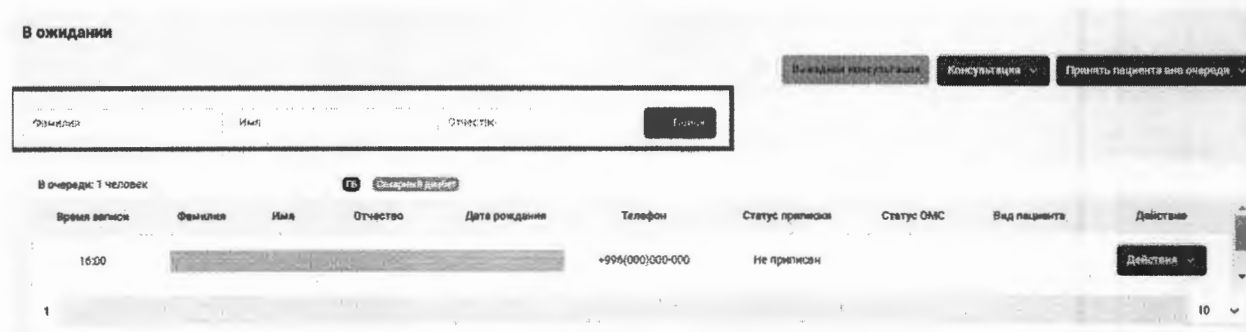 В ожидании
Выездная консультация Консультация Принять пациента вне очереди
Фамилия Имя Отчество Поиск
В очереди: 1 человек ГБ Сахарный диабет
Время записи Фамилия Имя Отчество Дата рождения Телефон Статус приписки Статус ОМС Вид пациента Действие
16:00 +996(000)000-000 Не приписан Действия
1 10